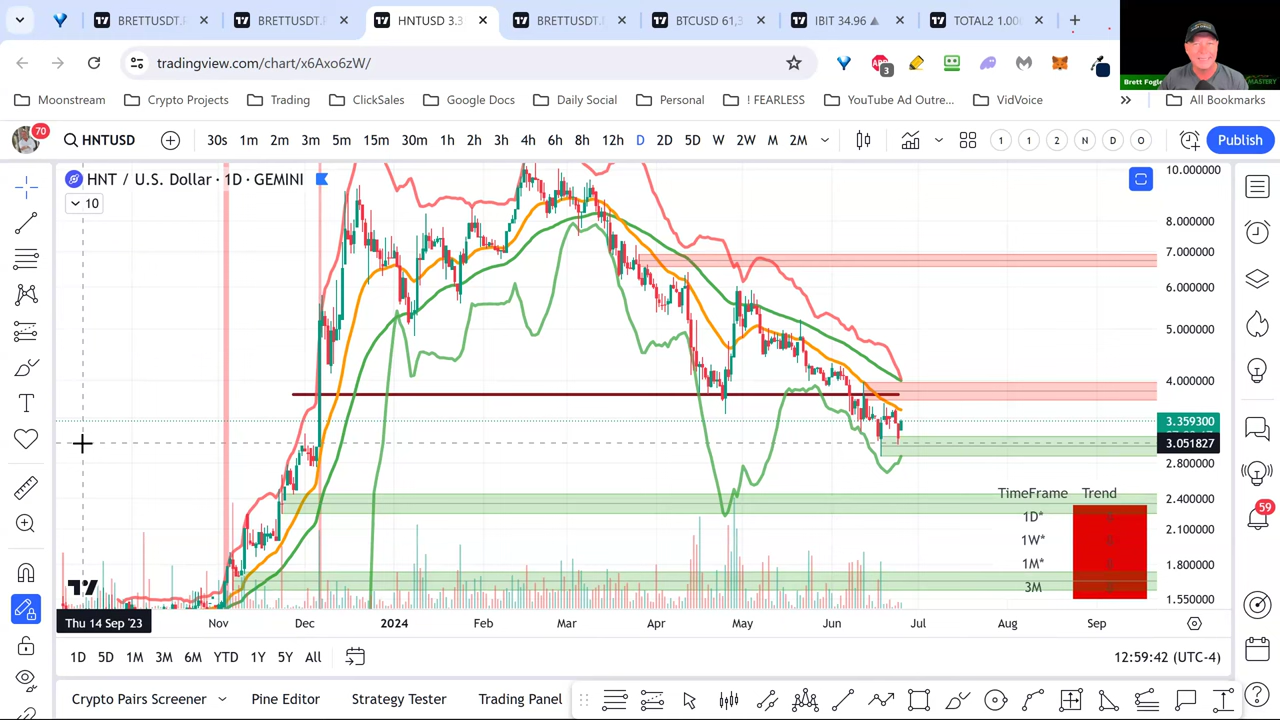 BRETTUSDT.
BRETTUSDT.
HNTUSD 3.3
BRETTUSDT.
BTCUSD 61,3
IBIT 34.96
TOTAL2 1.00
tradingview.com/chart/x6Axo6zW/
3
Brett Fogle
MASTERY
Moonstream
Crypto Projects
Trading
ClickSales
Google Docs
Daily Social
Personal
! FEARLESS
YouTube Ad Outre...
VidVoice
All Bookmarks
70
HNTUSD
30s 1m 2m 3m 5m 15m 30m 1h 2h 3h 4h 6h 8h 12h D 2D 5D W 2W M 2M
1 1 2 N D O
Publish
HNT / U.S. Dollar · 1D · GEMINI
10
10.000000
8.000000
7.000000
6.000000
5.000000
4.000000
3.359300
3.051827
2.800000
2.400000
2.100000
1.800000
1.550000
TimeFrame Trend
1D*
1W*
1M*
3M
59
Thu 14 Sep '23
Nov Dec 2024 Feb Mar Apr May Jun Jul Aug Sep
1D 5D 1M 3M 6M YTD 1Y 5Y All
12:59:42 (UTC-4)
Crypto Pairs Screener
Pine Editor
Strategy Tester
Trading Panel